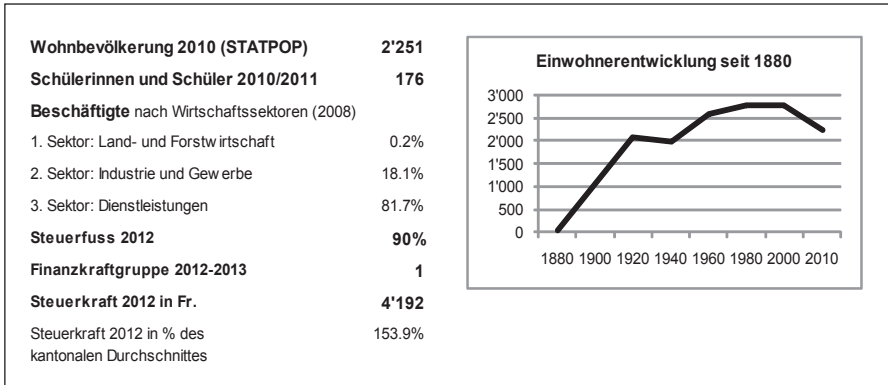 Wohnbevölkerung 2010 (STATPOP) 2'251
Schülerinnen und Schüler 2010/2011 176
Beschäftigte nach Wirtschaftssektoren (2008)
1. Sektor: Land- und Forstwirtschaft 0.2%
2. Sektor: Industrie und Gewerbe 18.1%
3. Sektor: Dienstleistungen 81.7%
Steuerfuss 2012 90%
Finanzkraftgruppe 2012-2013 1
Steuerkraft 2012 in Fr. 4'192
Steuerkraft 2012 in % des 153.9%
kantonalen Durchschnittes
Einwohnerentwicklung seit 1880
3'000
2'500
2'000
1'500
1'000
500
0
1880 1900 1920 1940 1960 1980 2000 2010